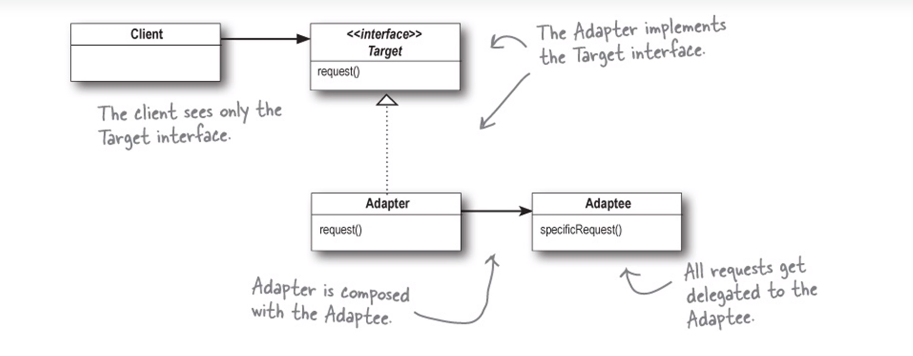 Client
<<interface>>
Target
request()
The Adapter implements
the Target interface.
The client sees only the
Target interface.
Adapter
request()
Adaptee
specificRequest()
Adapter is composed
with the Adaptee.
All requests get
delegated to the
Adaptee.